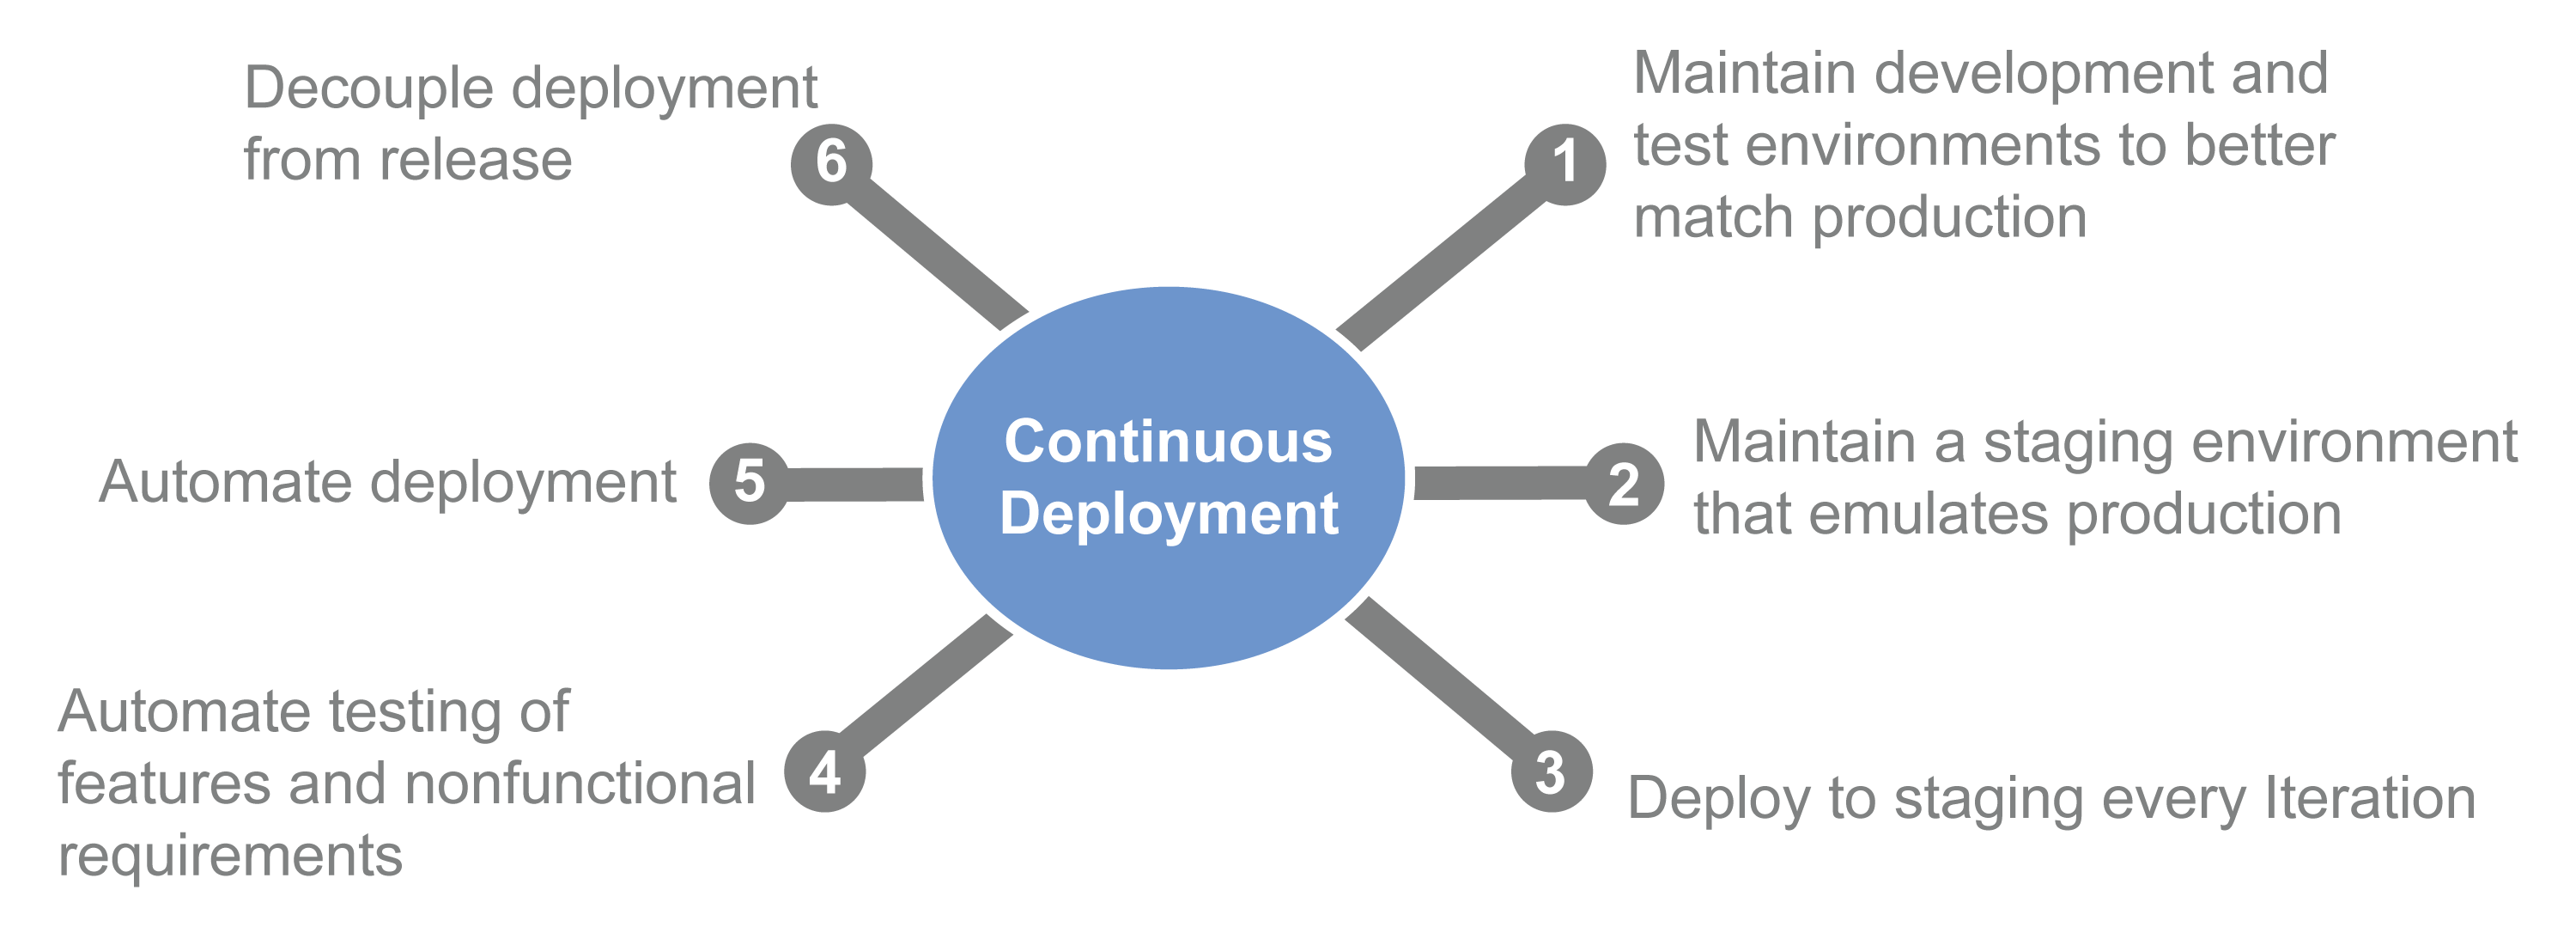 Continuous
Deployment
1
Maintain development and
test environments to better
match production
2
Maintain a staging environment
that emulates production
3
Deploy to staging every Iteration
4
Automate testing of
features and nonfunctional
requirements
5
Automate deployment
6
Decouple deployment
from release